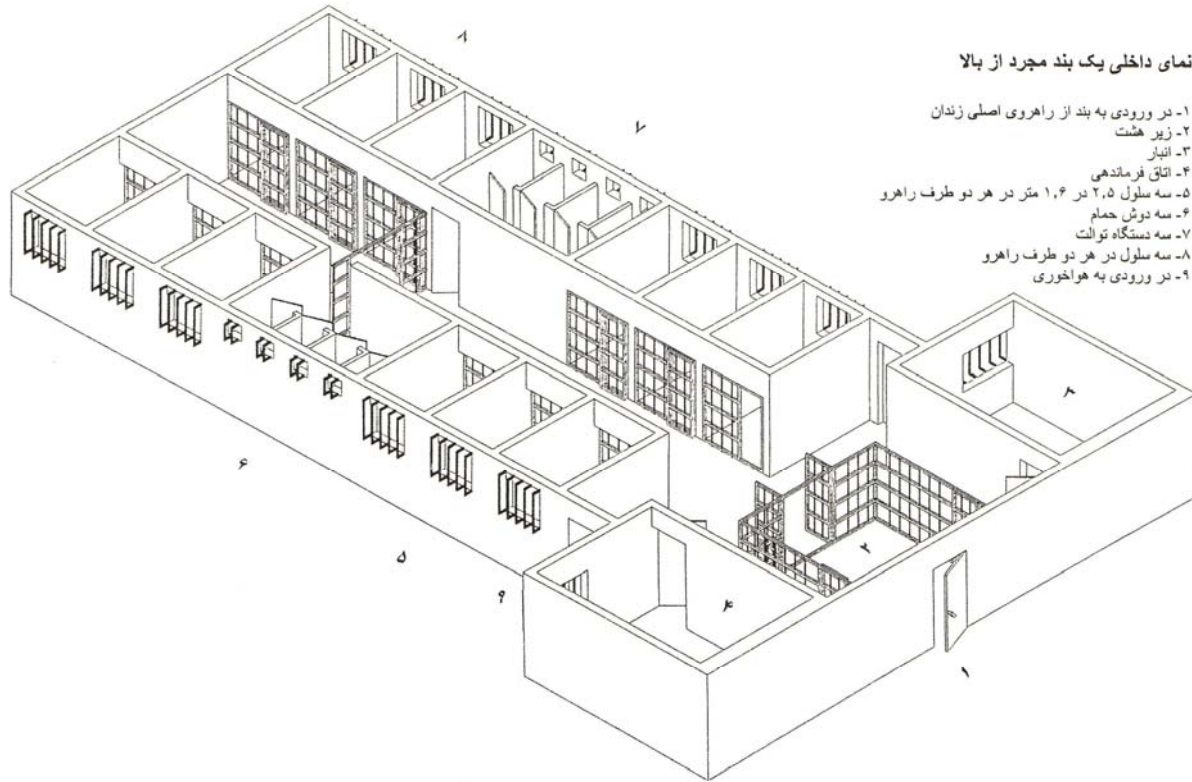 نمای داخلی یک بند مجرد از بالا
۱- در ورودی به بند از راهروی اصلی زندان
۲- زیر هشت
۳- انبار
۴- اتاق فرماندهی
۵- سه سلول ۲,۵ در ۱,۶ متر در هر دو طرف راهرو
۶- سه دوش حمام
۷- سه دستگاه توالت
۸- سه سلول در هر دو طرف راهرو
۹- در ورودی به هواخوری
۸
۷
۳
۶
۲
۵
۹
۴
۱